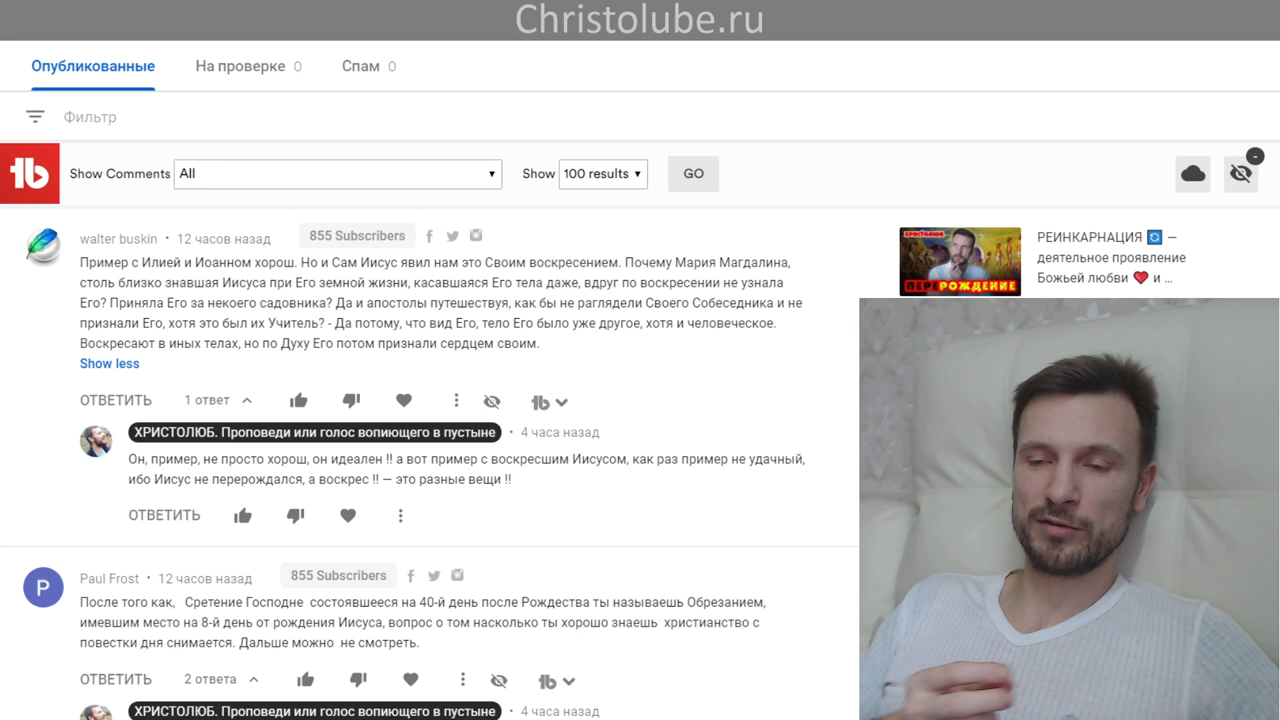 Christolube.ru
Опубликованные
На проверке 0
Спам 0
Фильтр
Show Comments
All
Show
100 results
GO
walter buskin • 12 часов назад
855 Subscribers
Пример с Илией и Иоанном хорош. Но и Сам Иисус явил нам это Своим воскресением. Почему Мария Магдалина,
столь близко знавшая Иисуса при Его земной жизни, касавшаяся Его тела даже, вдруг по воскресении не узнала
Его? Приняла Его за некоего садовника? Да и апостолы путешествуя, как бы не раглядели Своего Собеседника и не
признали Его, хотя это был их Учитель? - Да потому, что вид Его, тело Его было уже другое, хотя и человеческое.
Воскресают в иных телах, но по Духу Его потом признали сердцем своим.
Show less
ОТВЕТИТЬ
1 ответ
ХРИСТОЛЮБ. Проповеди или голос вопиющего в пустыне • 4 часа назад
Он, пример, не просто хорош, он идеален !! а вот пример с воскресшим Иисусом, как раз пример не удачный,
ибо Иисус не перерождался, а воскрес !! — это разные вещи !!
ОТВЕТИТЬ
ХРИСТОЛЮБ
ПЕРЕРОЖДЕНИЕ
РЕИНКАРНАЦИЯ 🔄 —
деятельное проявление
Божьей любви ❤️ и ...
P
Paul Frost • 12 часов назад
855 Subscribers
После того как, Сретение Господне состоявшееся на 40-й день после Рождества ты называешь Обрезанием,
имевшим место на 8-й день от рождения Иисуса, вопрос о том насколько ты хорошо знаешь христианство с
повестки дня снимается. Дальше можно не смотреть.
ОТВЕТИТЬ
2 ответа
ХРИСТОЛЮБ. Проповеди или голос вопиющего в пустыне • 4 часа назад